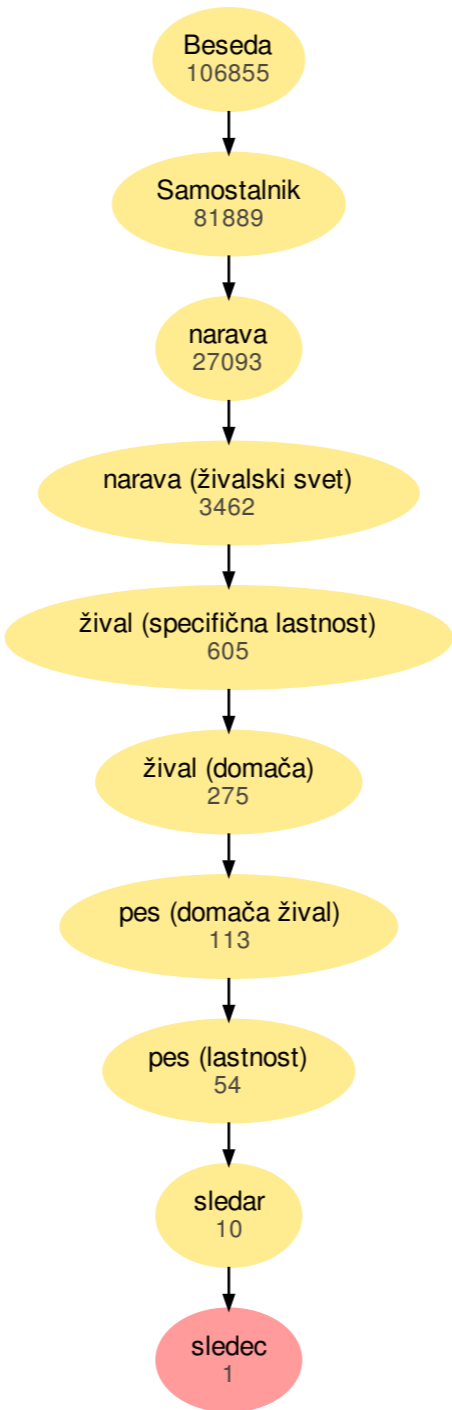 Beseda
106855
Samostalnik
81889
narava
27093
narava (živalski svet)
3462
žival (specifična lastnost)
605
žival (domača)
275
pes (domača žival)
113
pes (lastnost)
54
sledar
10
sledec
1